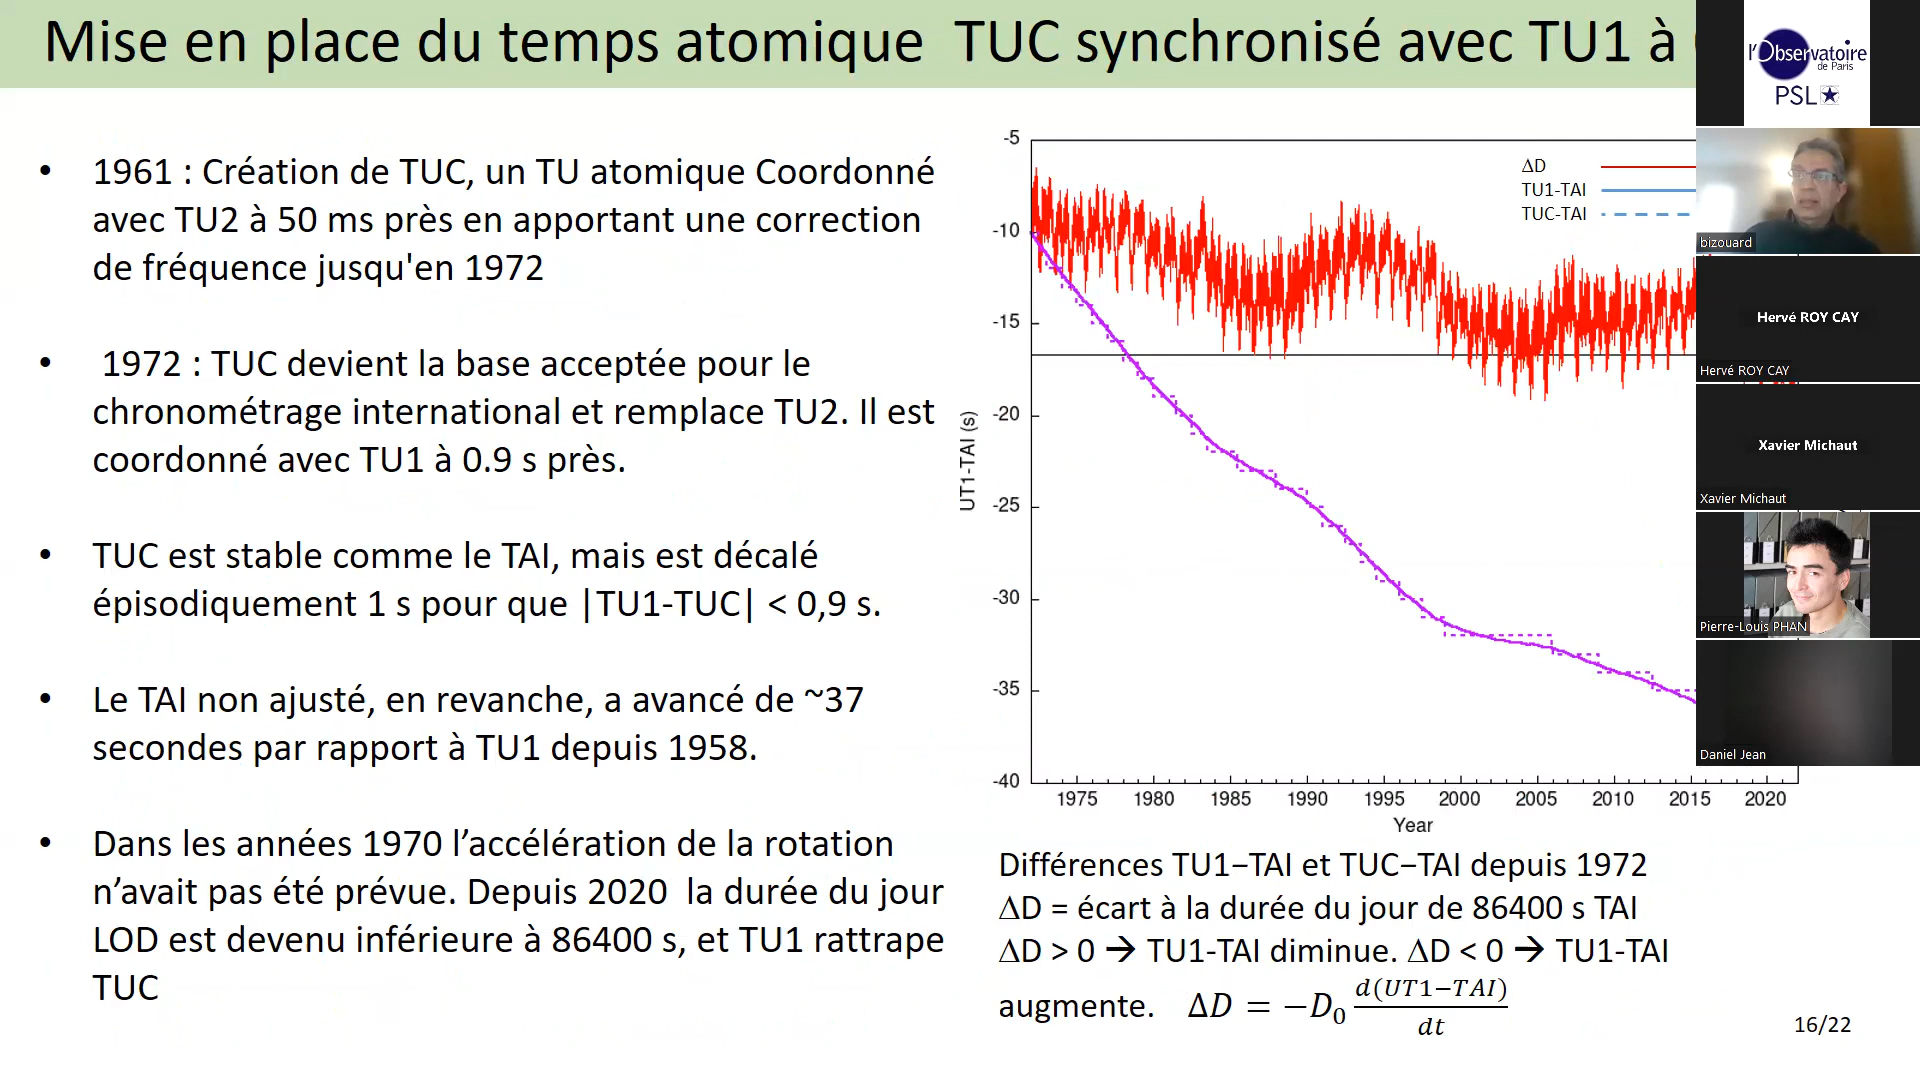 Mise en place du temps atomique  TUC synchronisé avec TU1 à
l'Observatoire
de Paris
PSL
• 1961 : Création de TUC, un TU atomique Coordonné
avec TU2 à 50 ms près en apportant une correction
de fréquence jusqu'en 1972
• 1972 : TUC devient la base acceptée pour le
chronométrage international et remplace TU2. Il est
coordonné avec TU1 à 0.9 s près.
• TUC est stable comme le TAI, mais est décalé
épisodiquement 1 s pour que |TU1-TUC| < 0,9 s.
• Le TAI non ajusté, en revanche, a avancé de ~37
secondes par rapport à TU1 depuis 1958.
• Dans les années 1970 l’accélération de la rotation
n’avait pas été prévue. Depuis 2020  la durée du jour
LOD est devenu inférieure à 86400 s, et TU1 rattrape
TUC
ΔD
TU1-TAI
TUC-TAI
-5
-10
-15
-20
-25
-30
-35
-40
UT1-TAI (s)
1975 1980 1985 1990 1995 2000 2005 2010 2015 2020
Year
Différences TU1−TAI et TUC−TAI depuis 1972
ΔD = écart à la durée du jour de 86400 s TAI
ΔD > 0 → TU1-TAI diminue. ΔD < 0 → TU1-TAI
augmente. ΔD = −D₀ d(UT1−TAI)/dt
16/22
bizouard
Hervé ROY CAY
Hervé ROY CAY
Xavier Michaut
Xavier Michaut
Pierre-Louis PHAN
Daniel Jean